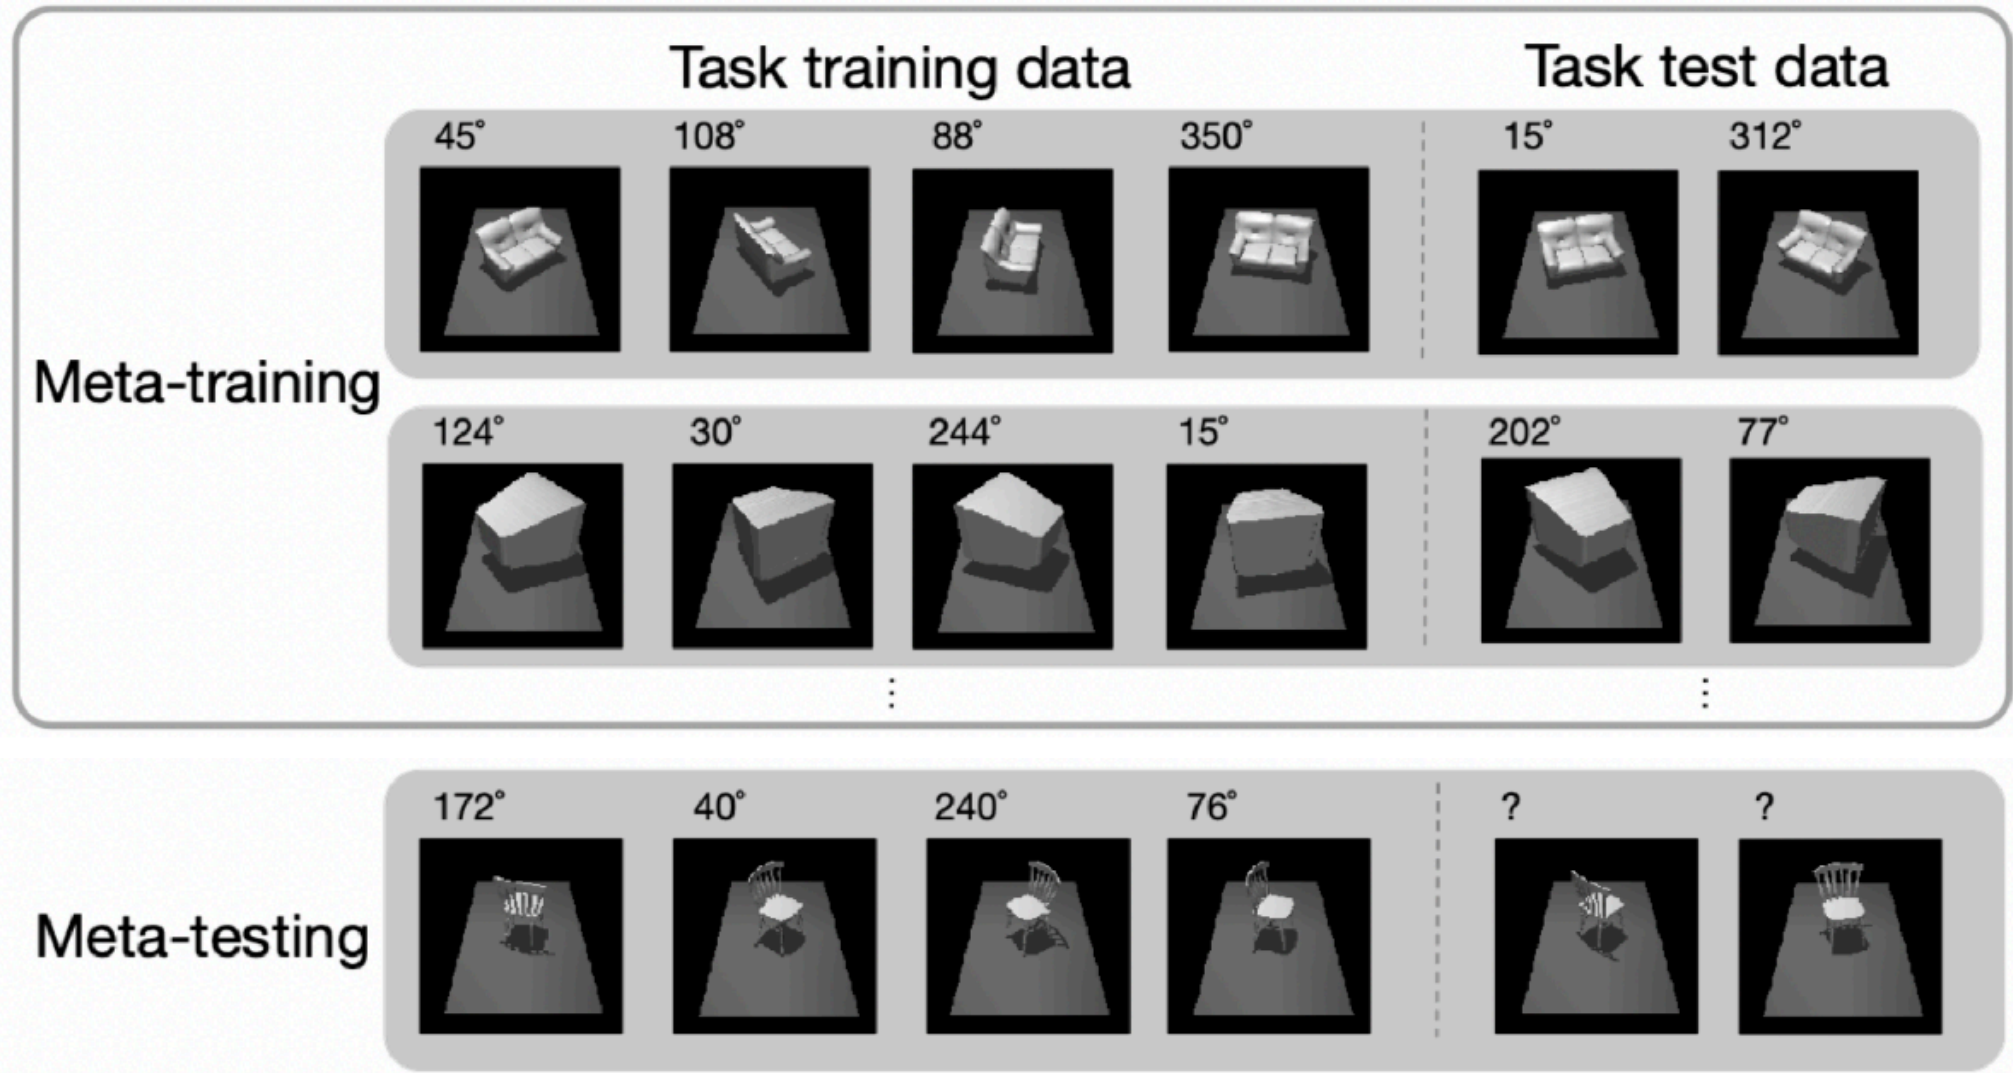 Task training data Task test data
45° 108° 88° 350° 15° 312°
Meta-training
124° 30° 244° 15° 202° 77°
⋮ ⋮
172° 40° 240° 76° ? ?
Meta-testing